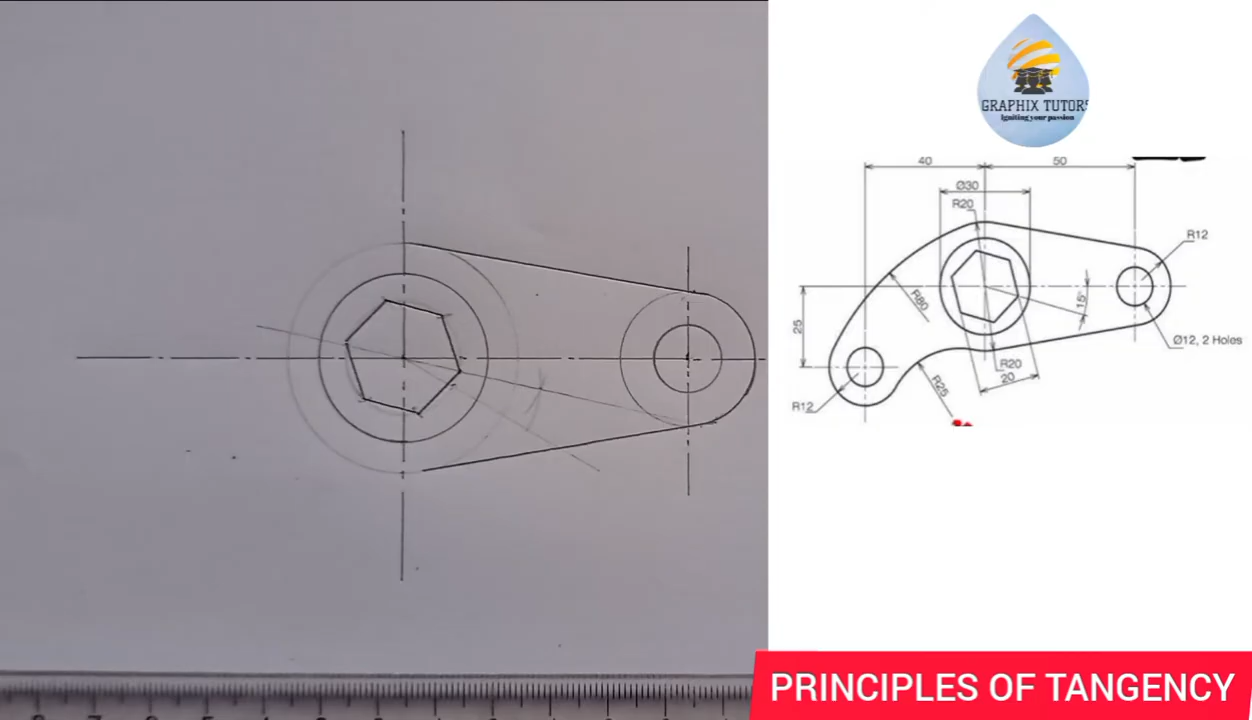 GRAPHIX TUTORS
Igniting your passion
40
50
Ø30
R20
R12
R80
15°
25
Ø12, 2 Holes
R20
20
R25
R12
PRINCIPLES OF TANGENCY